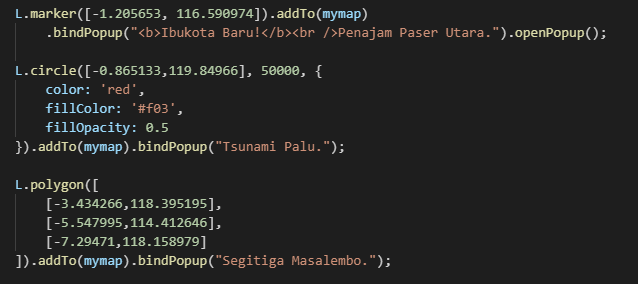 L.marker([-1.205653, 116.590974]).addTo(mymap)
    .bindPopup("<b>Ibukota Baru!</b><br />Penajam Paser Utara.").openPopup();

L.circle([-0.865133,119.84966], 50000, {
    color: 'red',
    fillColor: '#f03',
    fillOpacity: 0.5
}).addTo(mymap).bindPopup("Tsunami Palu.");

L.polygon([
    [-3.434266,118.395195],
    [-5.547995,114.412646],
    [-7.29471,118.158979]
]).addTo(mymap).bindPopup("Segitiga Masalembo.");